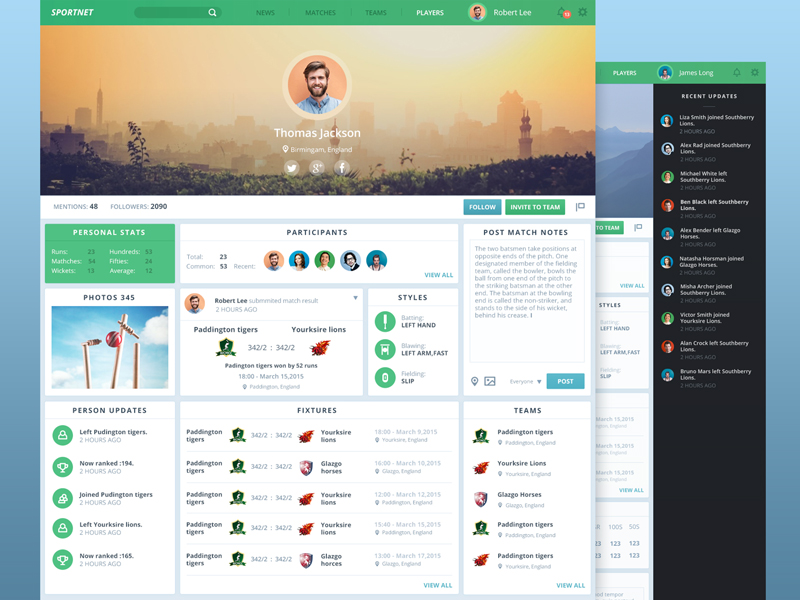 SPORTNET
NEWS
MATCHES
TEAMS
PLAYERS
Robert Lee
13
Thomas Jackson
Birmingam, England
MENTIONS: 48
FOLLOWERS: 2090
FOLLOW
INVITE TO TEAM
PERSONAL STATS
Runs: 23 Hundreds: 53
Mathches: 54 Fifties: 24
Wickets: 13 Average: 12
PARTICIPANTS
Total: 23
Common: 53 Recent:
VIEW ALL
POST MATCH NOTES
The two batsmen take positions at
opposite ends of the pitch. One
designated member of the fielding
team, called the bowler, bowls the
ball from one end of the pitch to
the striking batsman at the other
end. The batsman at the bowling
end is called the non-striker, and
stands to the side of his wicket,
behind his crease.
Everyone
POST
PHOTOS 345
Robert Lee submmited match result
2 HOURS AGO
Paddington tigers
Yourksire lions
342/2 : 342/2
Padington tigers won by 52 runs
18:00 - March 15,2015
Paddington, England
STYLES
Batting:
LEFT HAND
Blawing:
LEFT ARM,FAST
Fielding:
SLIP
PERSON UPDATES
Left Pudington tigers.
2 HOURS AGO
Now ranked :194.
2 HOURS AGO
Joined Pudington tigers
2 HOURS AGO
Left Yourksire lions.
2 HOURS AGO
Now ranked :165.
2 HOURS AGO
FIXTURES
Paddington
tigers
342/2 : 342/2
Yourksire
lions
18:00 - March 9,2015
Yourksire, England
Paddington
tigers
342/2 : 342/2
Glazgo
horses
16:00 - March 10,2015
Glazgo, England
Paddington
tigers
342/2 : 342/2
Yourksire
lions
12:00 - March 12,2015
Paddington, England
Paddington
tigers
342/2 : 342/2
Yourksire
lions
15:40 - March 15,2015
Paddington, England
Paddington
tigers
342/2 : 342/2
Glazgo
horces
13:00 - March 17,2015
Glazgo, England
VIEW ALL
TEAMS
Paddington tigers
Paddington, England
Yourksire Lions
Yourksire, England
Glazgo Horses
Glazgo, England
Paddington tigers
Paddington, England
Paddington tigers
Yourksire, England
VIEW ALL
PLAYERS
James Long
TO TEAM
VIEW ALL
STYLES
Batting:
LEFT HAND
Blawing:
LEFT ARM,FAST
Fielding:
SLIP
March 15,2015
March 15,2015
March 15,2015
VIEW ALL
100S 50S
123 123
123 123
tempor
RECENT UPDATES
Liza Smith joined Southberry
Lions.
2 HOURS AGO
Alex Rad joined Southberry
Lions.
2 HOURS AGO
Michael White left
Southberry Lions.
2 HOURS AGO
Ben Black left Southberry
Lions.
2 HOURS AGO
Alex Bender left Glazgo
Horses.
2 HOURS AGO
Natasha Horsman joined
Glazgo Horses.
2 HOURS AGO
Misha Archer joined
Southberry Lions.
2 HOURS AGO
Victor Smith joined
Yourksire Lions.
2 HOURS AGO
Alan Crock left Southberry
Lions.
2 HOURS AGO
Bruno Mars left Southberry
Lions.
2 HOURS AGO